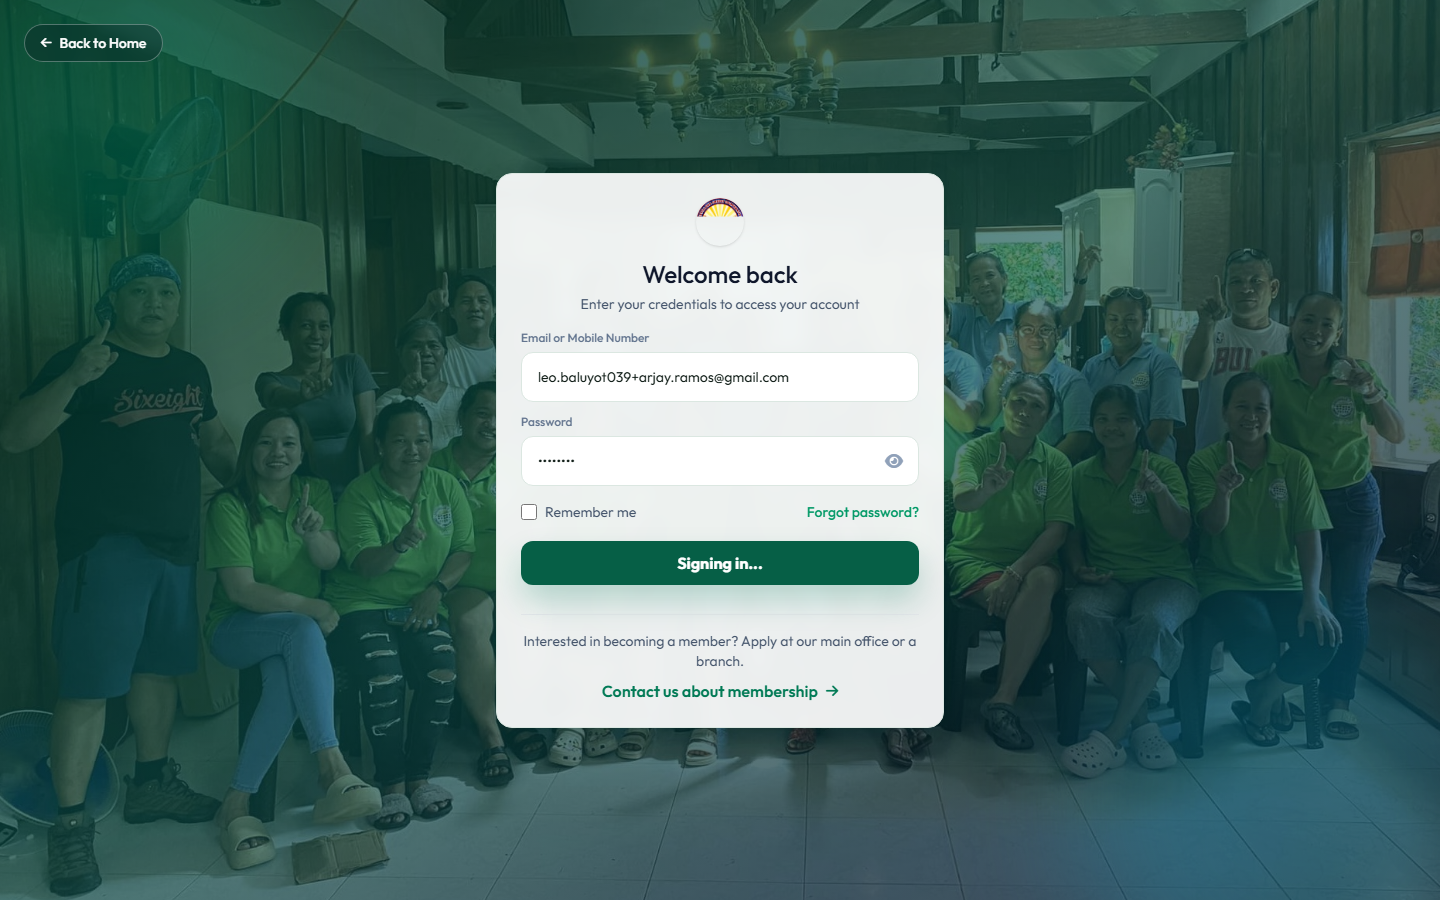 Back to Home
Welcome back
Enter your credentials to access your account
Email or Mobile Number
leo.baluyot039+arjay.ramos@gmail.com
Password
••••••••
Remember me
Forgot password?
Signing in...
Interested in becoming a member? Apply at our main office or a
branch.
Contact us about membership
Sixeight